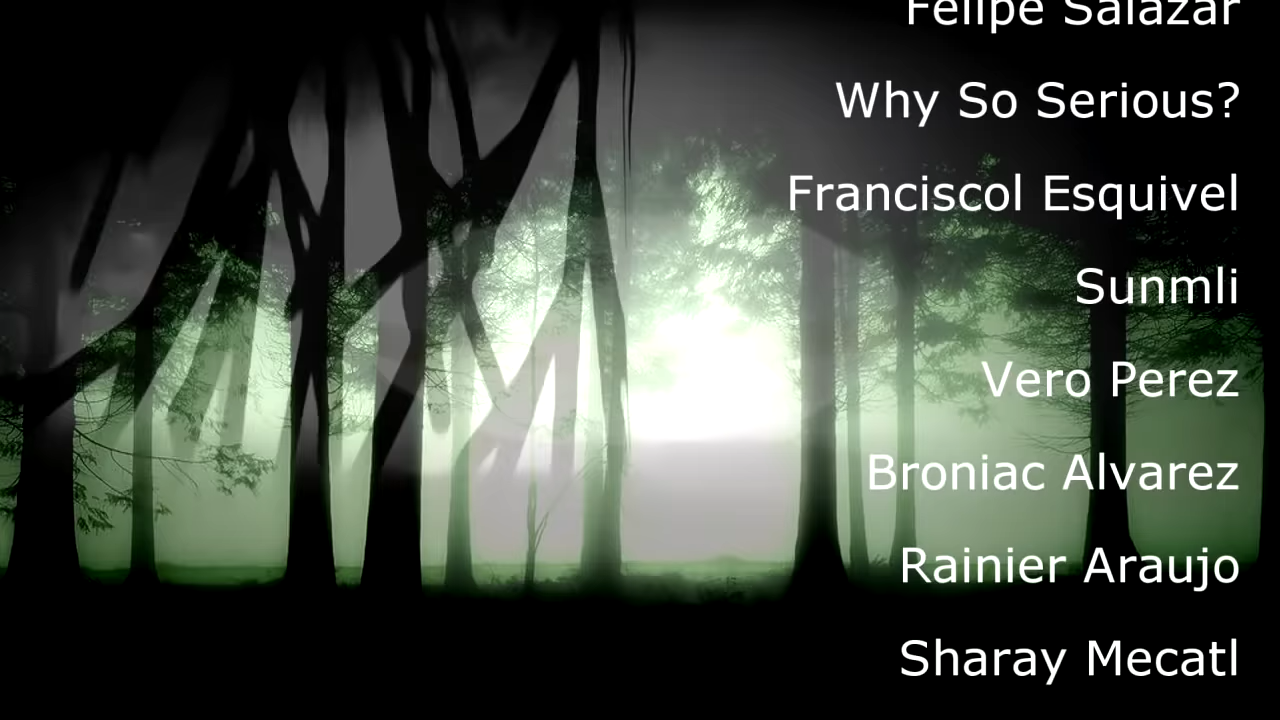 Felipe Salazar
Why So Serious?
Franciscol Esquivel
Sunmli
Vero Perez
Broniac Alvarez
Rainier Araujo
Sharay Mecatl